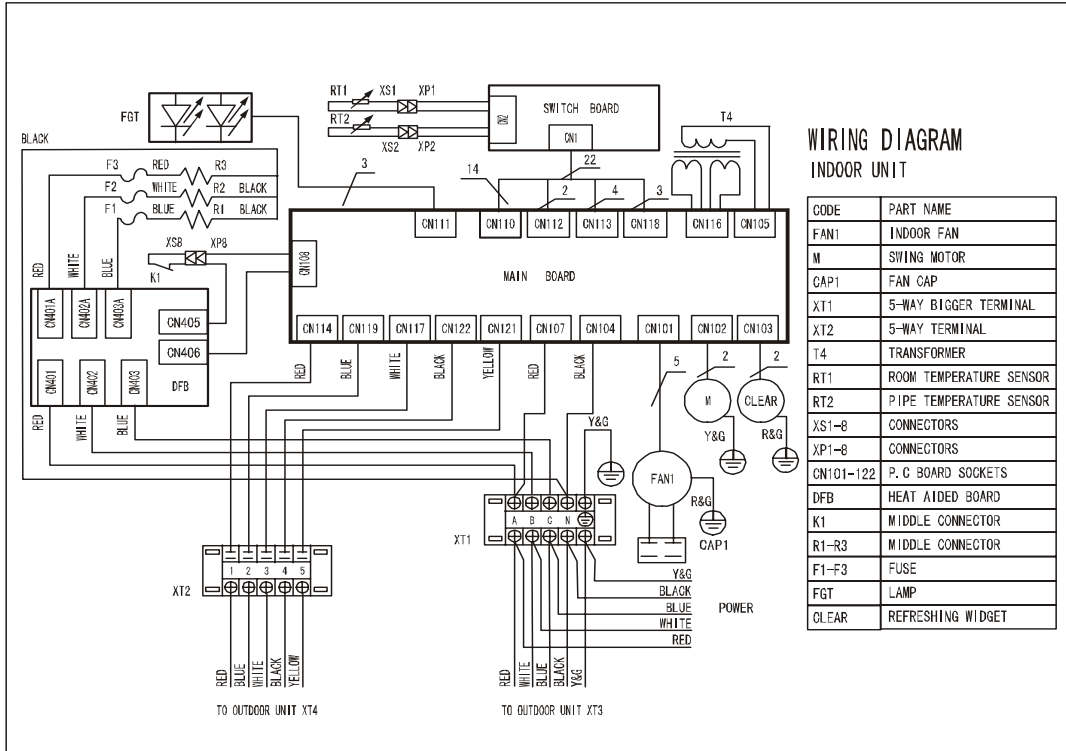 WIRING DIAGRAM
INDOOR UNIT
CODE PART NAME
FAN1 INDOOR FAN
M SWING MOTOR
CAP1 FAN CAP
XT1 5-WAY BIGGER TERMINAL
XT2 5-WAY TERMINAL
T4 TRANSFORMER
RT1 ROOM TEMPERATURE SENSOR
RT2 PIPE TEMPERATURE SENSOR
XS1-8 CONNECTORS
XP1-8 CONNECTORS
CN101-122 P.C BOARD SOCKETS
DFB HEAT AIDED BOARD
K1 MIDDLE CONNECTOR
R1-R3 MIDDLE CONNECTOR
F1-F3 FUSE
FGT LAMP
CLEAR REFRESHING WIDGET
RT1 XS1 XP1
RT2
XS2 XP2
CN2
SWITCH BOARD
CN1
T4
FGT
BLACK
F3 RED R3
F2 WHITE R2 BLACK
F1 BLUE R1 BLACK
3
14
22
2 4 3
XS8 XP8
K1
RED WHITE BLUE
CN401A CN402A CN403A
CN405
CN406
CN401 CN402 CN403
DFB
RED WHITE BLUE
CN111 CN110 CN112 CN113 CN118 CN116 CN105
CN108
MAIN BOARD
CN114 CN119 CN117 CN122 CN121 CN107 CN104 CN101 CN102 CN103
RED BLUE WHITE BLACK YELLOW RED BLACK
5 2 2
M
CLEAR
Y&G
Y&G
R&G
FAN1
R&G
CAP1
XT1
A B C N
XT2
1 2 3 4 5
Y&G
BLACK
BLUE
WHITE
RED
POWER
RED BLUE WHITE BLACK YELLOW
TO OUTDOOR UNIT XT4
RED WHITE BLUE BLACK Y&G
TO OUTDOOR UNIT XT3